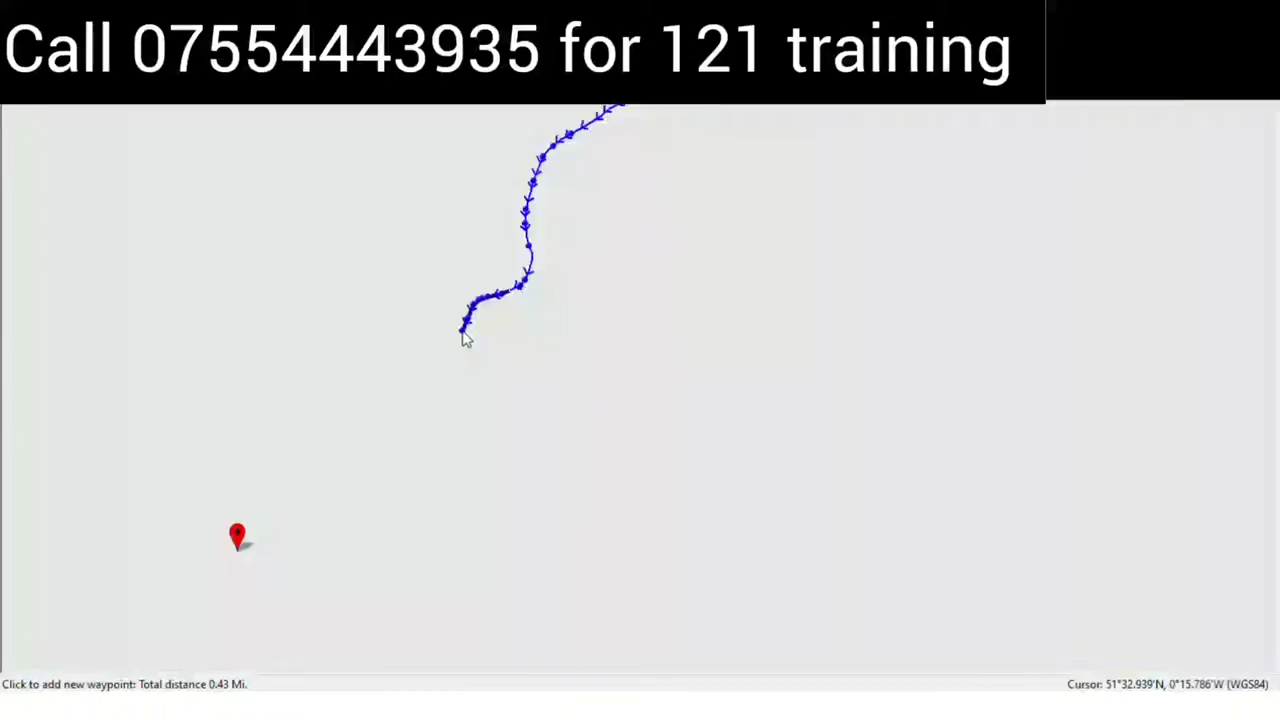 Call 07554443935 for 121 training
Click to add new waypoint: Total distance 0.43 Mi.
Cursor: 51°32.939'N, 0°15.786'W (WGS84)